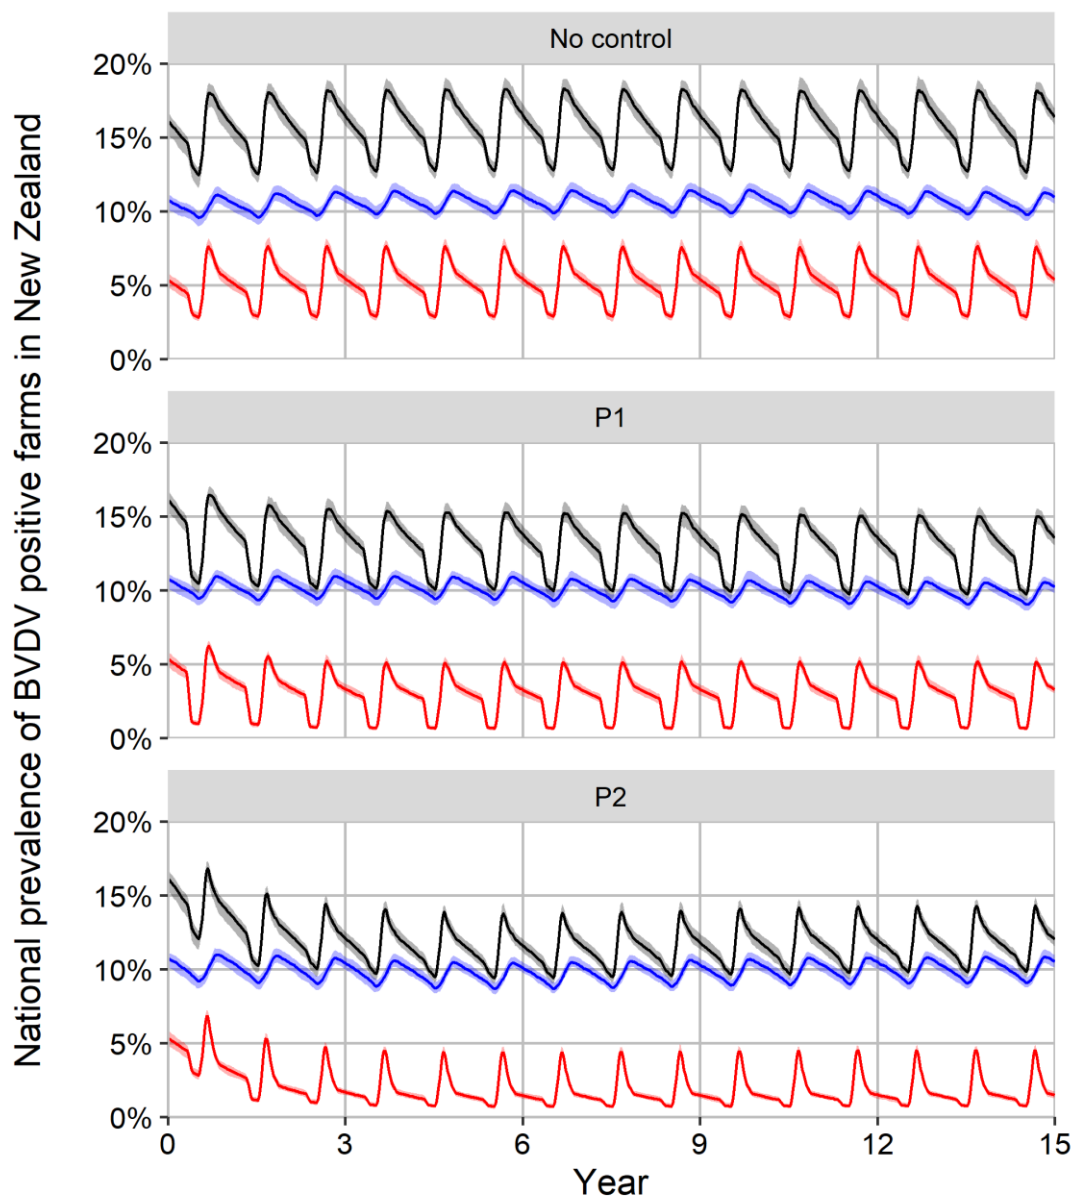 National prevalence of BVDV positive farms in New Zealand
No control
20%
15%
10%
5%
0%
P1
20%
15%
10%
5%
0%
P2
20%
15%
10%
5%
0%
0 3 6 9 12 15
Year